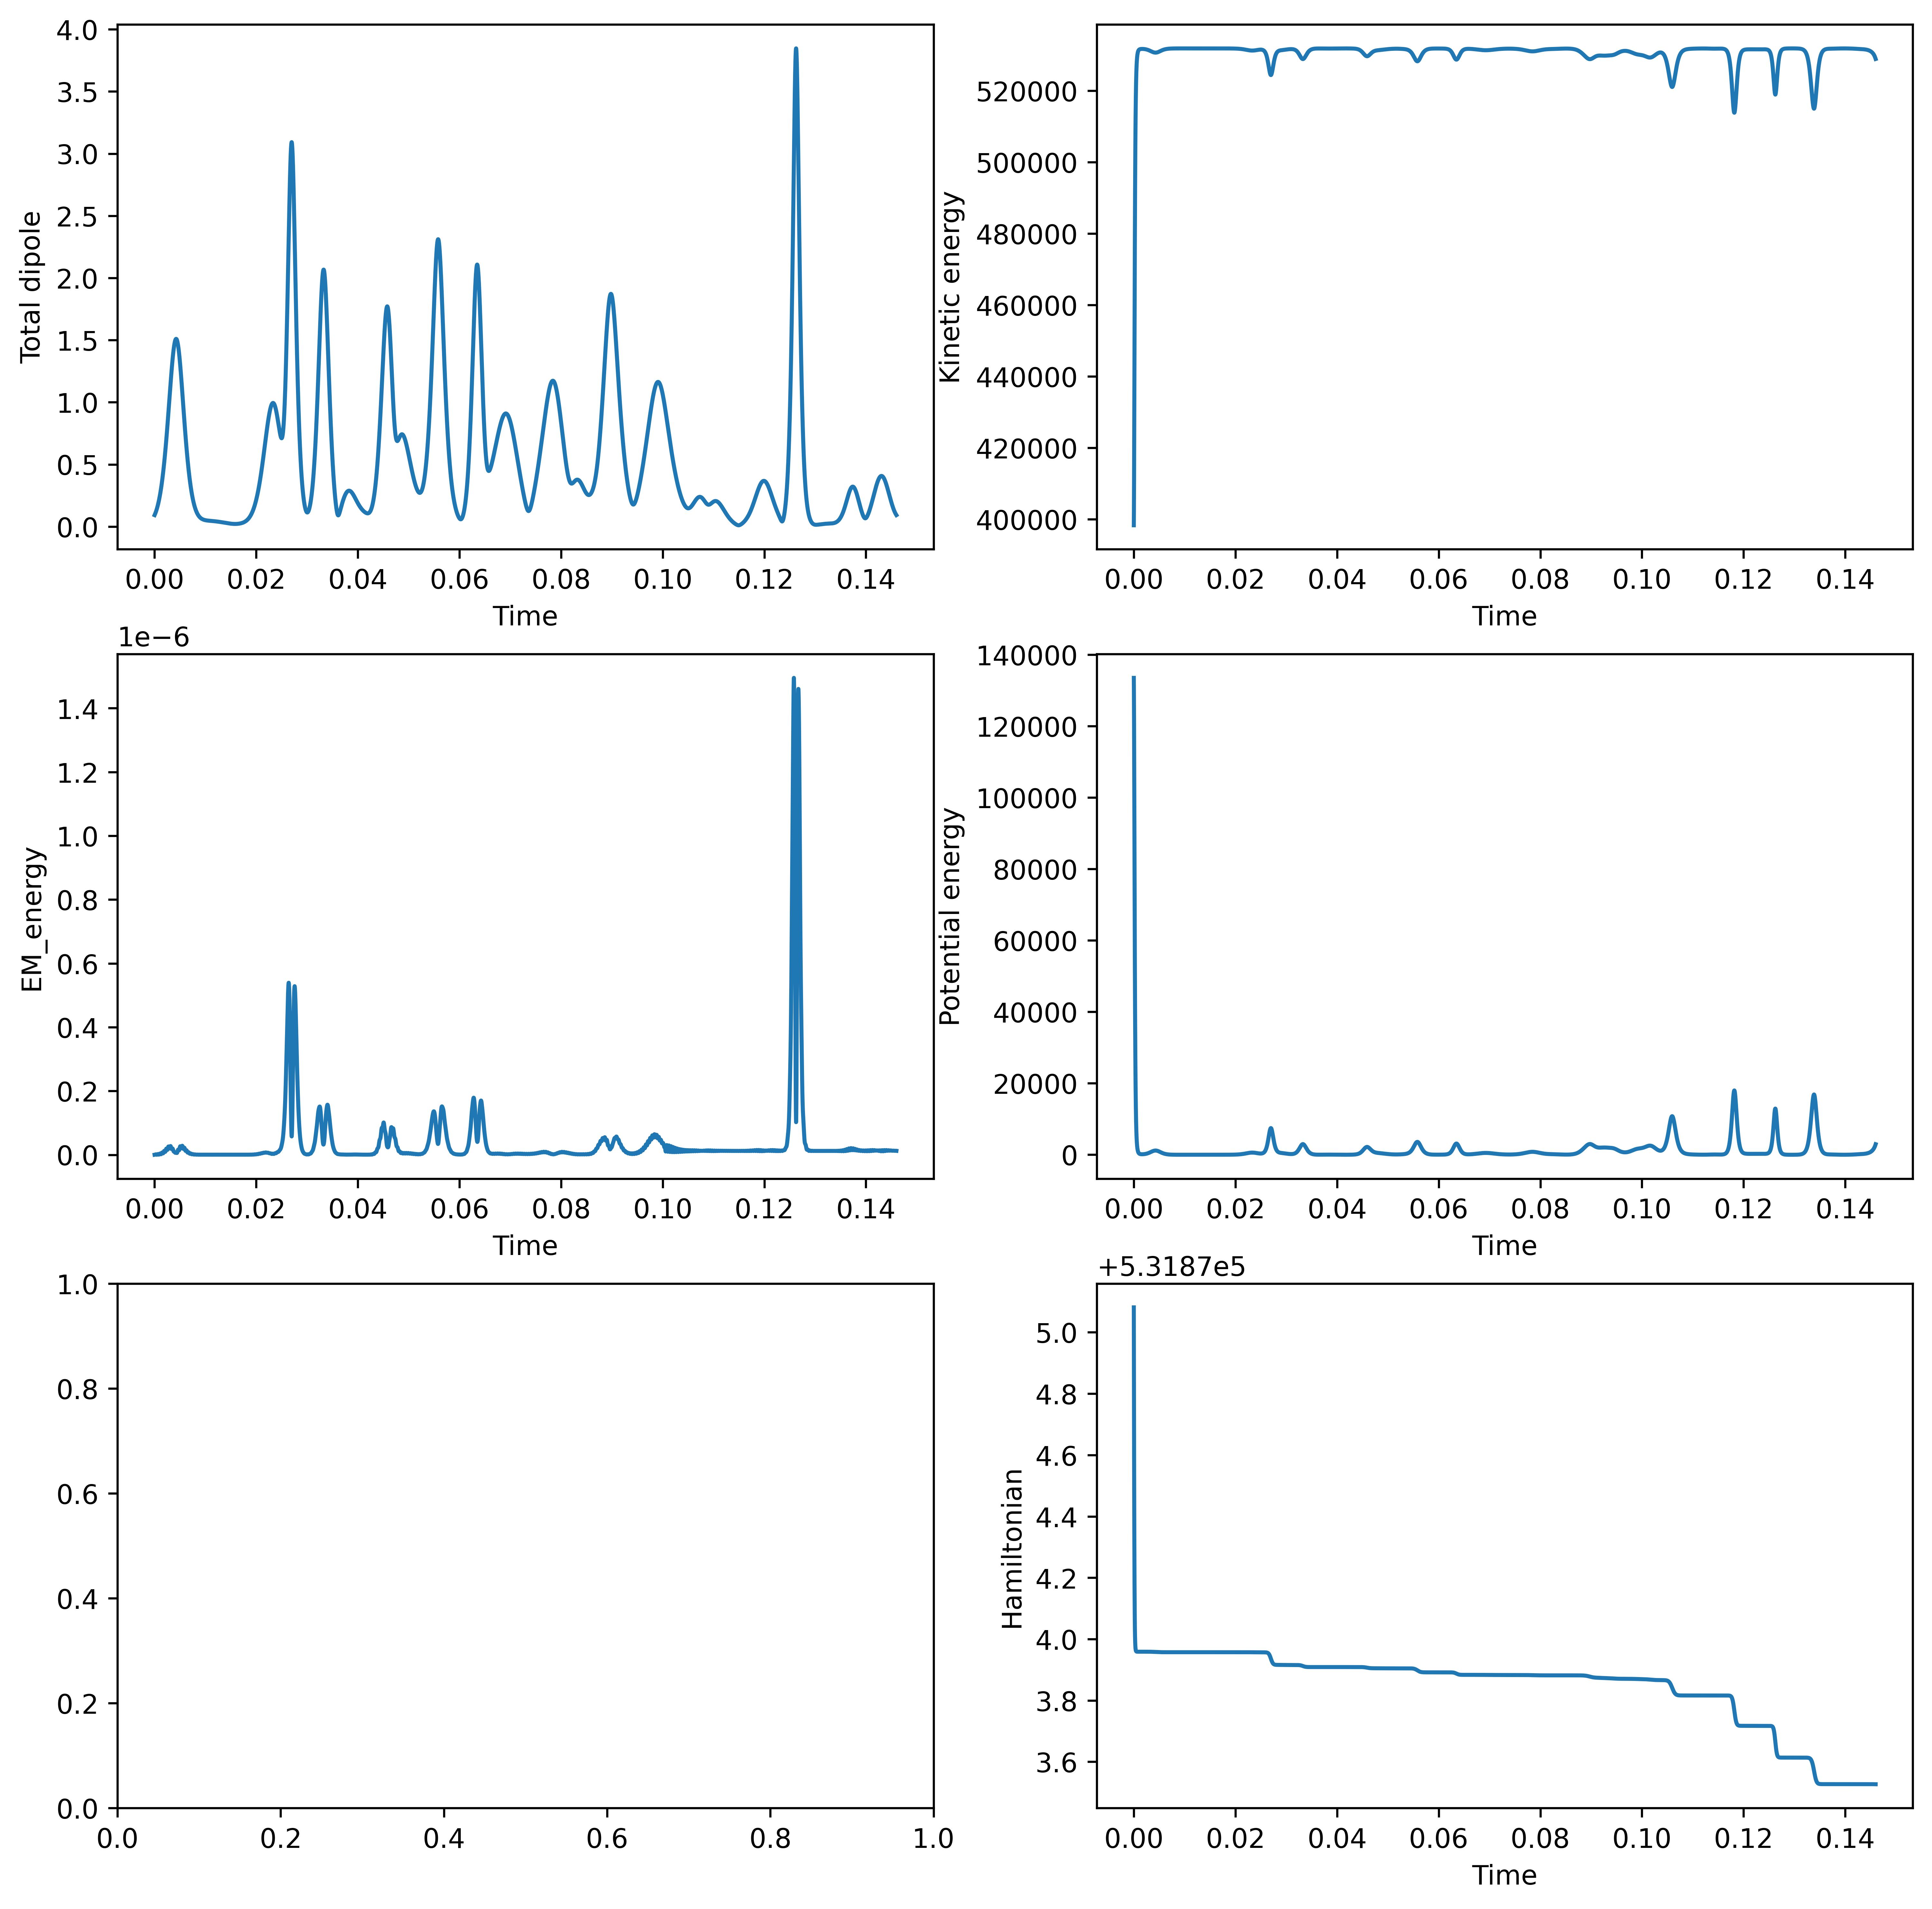 4.0
3.5
3.0
2.5
2.0
1.5
1.0
0.5
0.0
Total dipole
0.00 0.02 0.04 0.06 0.08 0.10 0.12 0.14
Time
520000
500000
480000
460000
440000
420000
400000
Kinetic energy
0.00 0.02 0.04 0.06 0.08 0.10 0.12 0.14
Time
1e−6
1.4
1.2
1.0
0.8
0.6
0.4
0.2
0.0
EM_energy
0.00 0.02 0.04 0.06 0.08 0.10 0.12 0.14
Time
140000
120000
100000
80000
60000
40000
20000
0
Potential energy
0.00 0.02 0.04 0.06 0.08 0.10 0.12 0.14
Time
1.0
0.8
0.6
0.4
0.2
0.0
0.0 0.2 0.4 0.6 0.8 1.0
+5.3187e5
5.0
4.8
4.6
4.4
4.2
4.0
3.8
3.6
Hamiltonian
0.00 0.02 0.04 0.06 0.08 0.10 0.12 0.14
Time